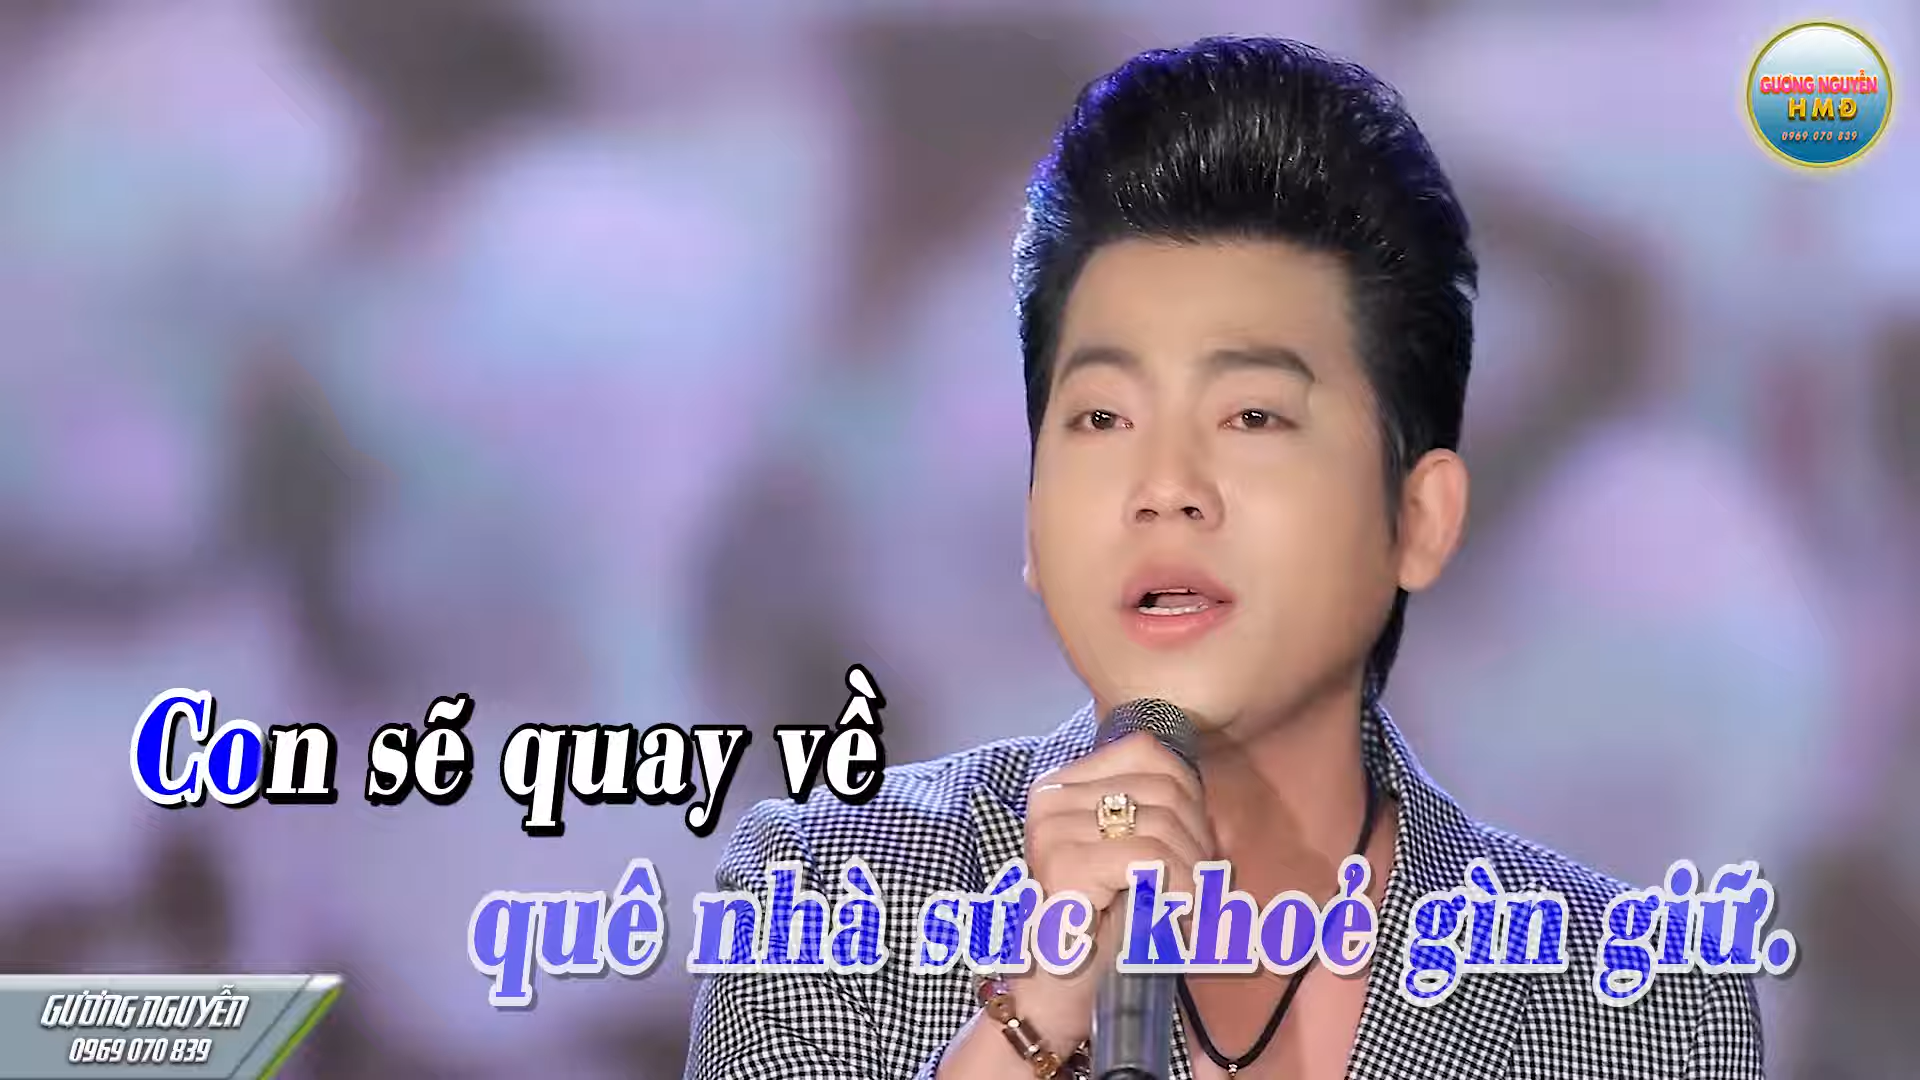 GƯƠNG NGUYỄN
HMĐ
0969 070 839
Con sẽ quay về
quê nhà sức khoẻ gìn giữ.
GƯƠNG NGUYỄN
0969 070 839